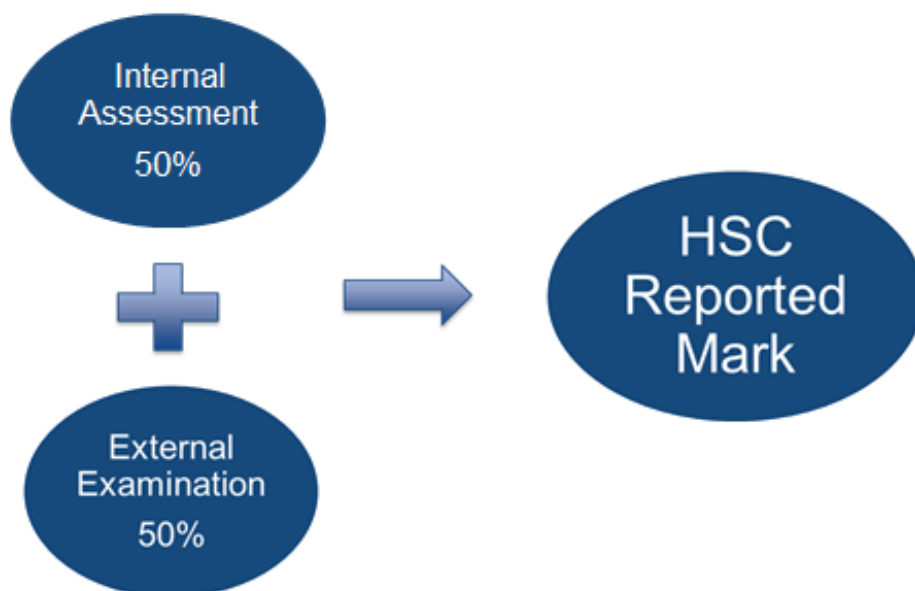 Internal
Assessment
50%
External
Examination
50%
HSC
Reported
Mark